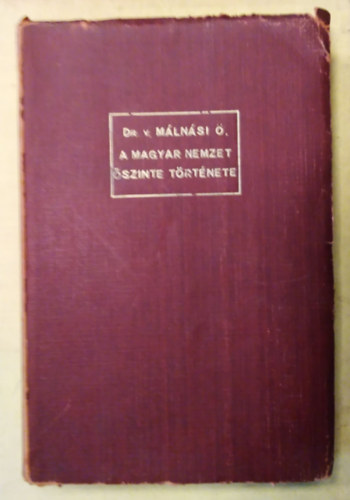 DR. V. MÁLNÁSI Ö.
A MAGYAR NEMZET
ŐSZINTE TÖRTÉNETE